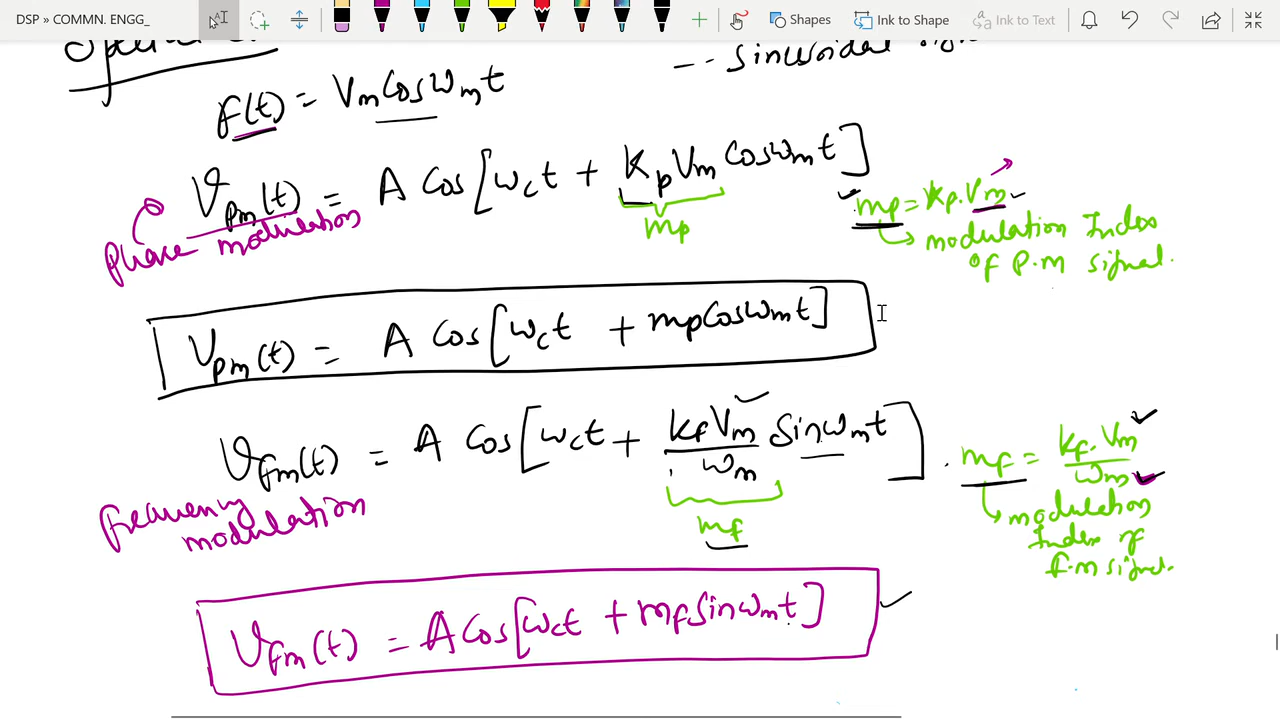 DSP » COMMN. ENGG_
Shapes
Ink to Shape
Ink to Text
Special
-- Sinusoidal
f(t) = Vm Cos ωm t
Vpm(t) = A Cos[ωc t + Kp Vm Cos ωm t]
mp
Phase modulation
mp = Kp. Vm
modulation Index
of P.M signal.
Vpm(t) = A Cos[ωc t + mp Cos ωm t]
Vfm(t) = A Cos[ωc t + kf Vm / ωm Sin ωm t].
mf
frequency
modulation
mf = kf. Vm / ωm
modulation
Index of
f.m signal.
Vfm(t) = A Cos[ωc t + mf Sin ωm t]